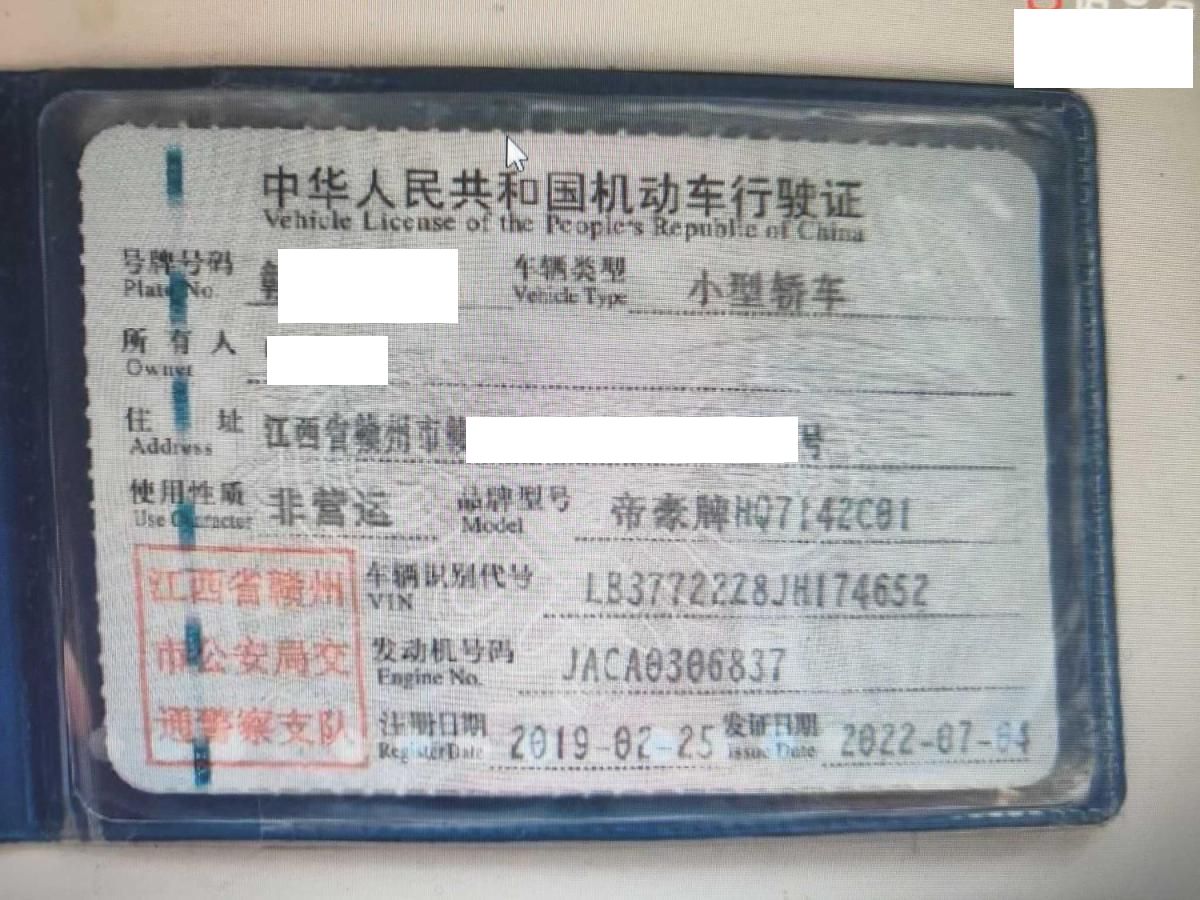 中华人民共和国机动车行驶证
Vehicle License of the People's Republic of China
号牌号码 车辆类型 小型轿车
Plate No. Vehicle Type
所有人
Owner
住址 江西省赣州市 号
Address
使用性质 非营运 品牌型号 帝豪牌HQ7142C01
Use Character Model
车辆识别代号 LB3772228JH174652
VIN
发动机号码 JACA0306837
Engine No.
注册日期 2019-02-25 发证日期 2022-07-04
Register Date Issue Date
江西省赣州
市公安局交
通警察支队